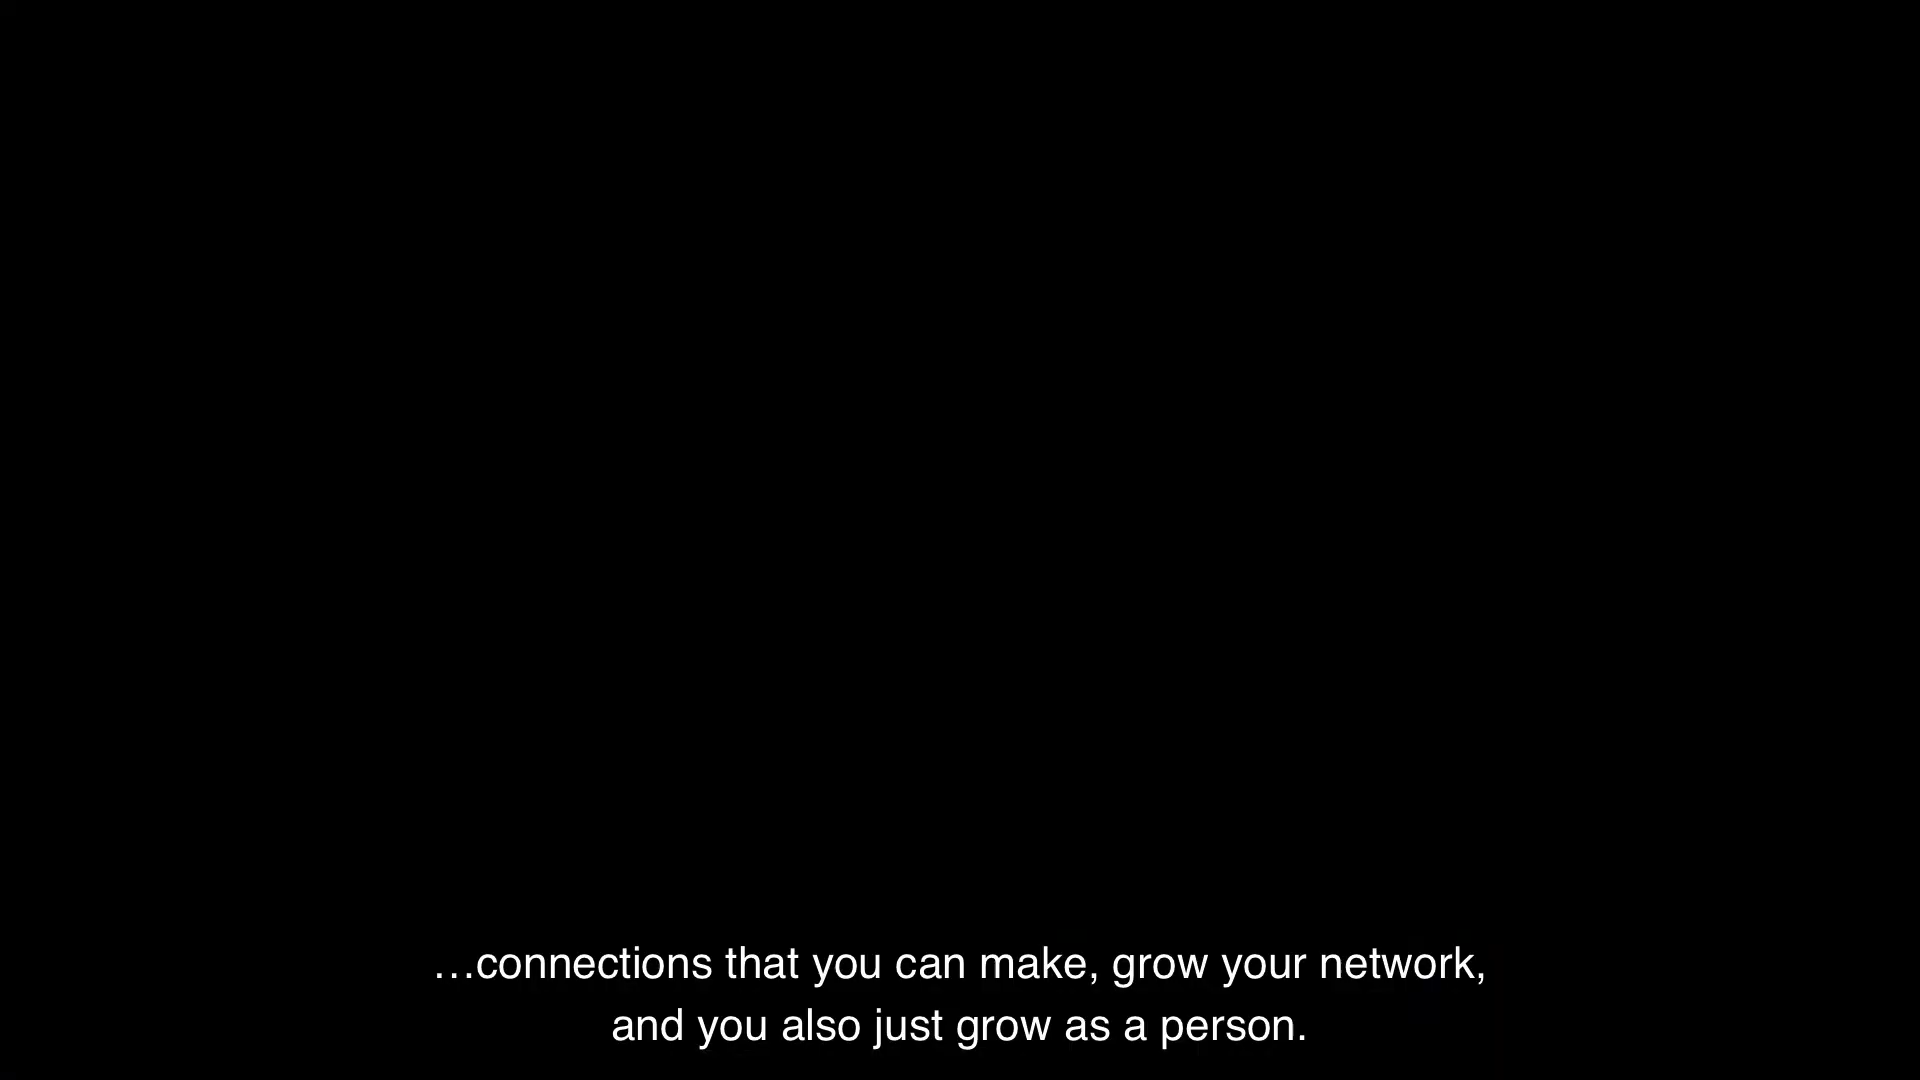 …connections that you can make, grow your network,
and you also just grow as a person.